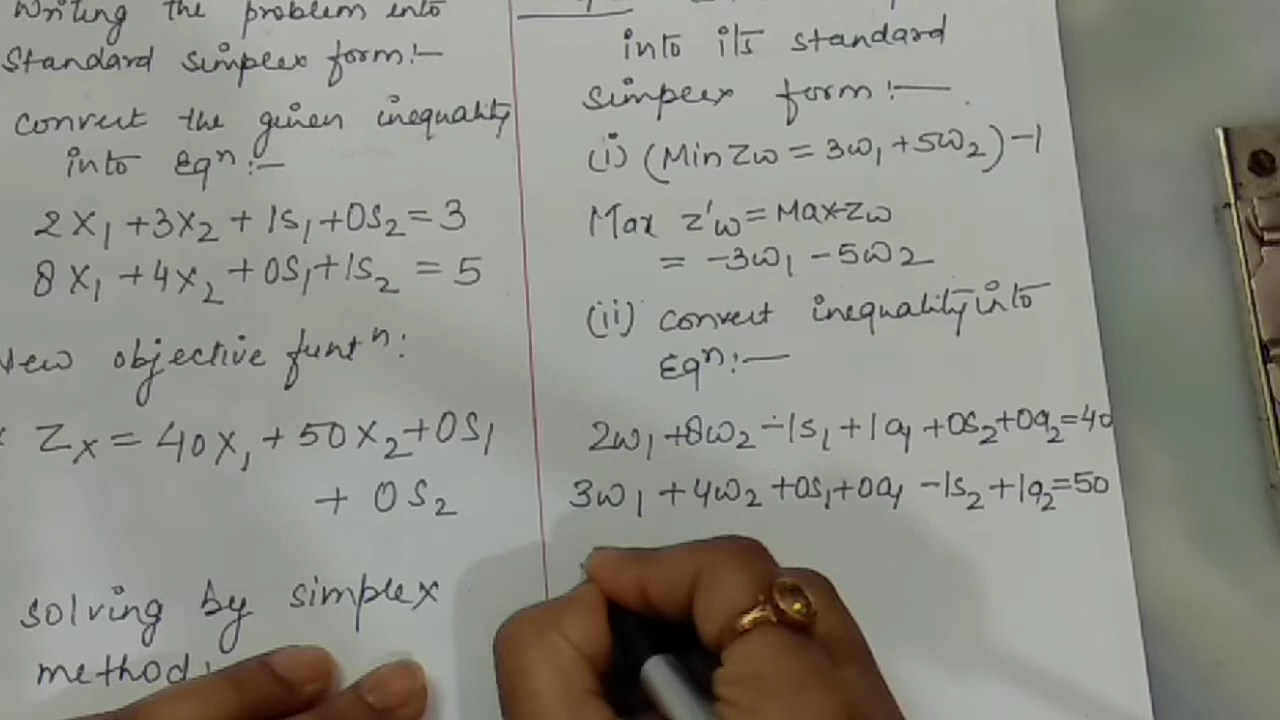 Writing the problem into
Standard simplex form:-
convert the given inequality
into Eqⁿ:-
2X₁ + 3X₂ + 1S₁ + 0S₂ = 3
8X₁ + 4X₂ + 0S₁ + 1S₂ = 5
objective funtⁿ:
Zx = 40X₁ + 50X₂ + 0S₁
+ 0S₂
solving by simplex
method:
into its standard
simplex form:-
(i) (Min Zw = 3w₁ + 5w₂) -1
Max Z'w = Max-Zw
= -3w₁ - 5w₂
(ii) convert inequality into
Eqⁿ:-
2w₁ + 8w₂ - 1s₁ + 1a₁ + 0s₂ + 0a₂ = 40
3w₁ + 4w₂ + 0s₁ + 0a₁ - 1s₂ + 1a₂ = 50